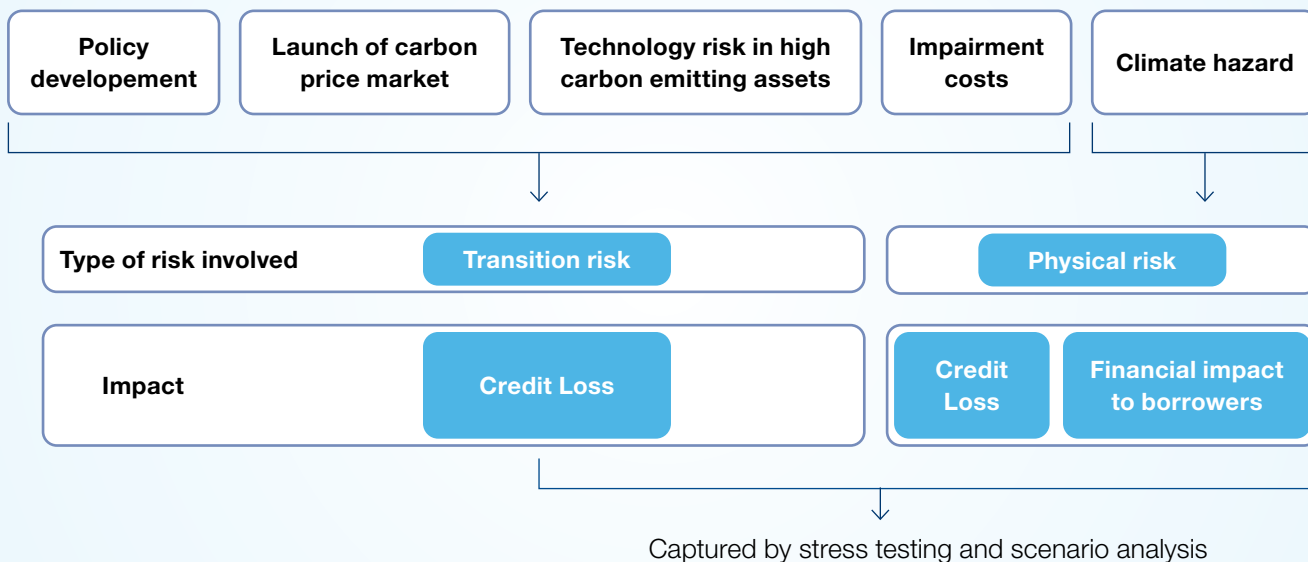 Policy
developement
Launch of carbon
price market
Technology risk in high
carbon emitting assets
Impairment
costs
Climate hazard
Type of risk involved
Transition risk
Physical risk
Impact
Credit Loss
Credit
Loss
Financial impact
to borrowers
Captured by stress testing and scenario analysis